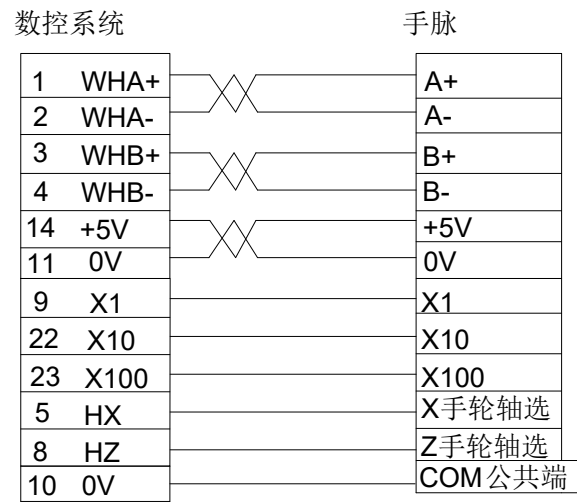 数控系统 手脉
1 WHA+ A+
2 WHA- A-
3 WHB+ B+
4 WHB- B-
14 +5V +5V
11 0V 0V
9 X1 X1
22 X10 X10
23 X100 X100
5 HX X手轮轴选
8 HZ Z手轮轴选
10 0V COM公共端